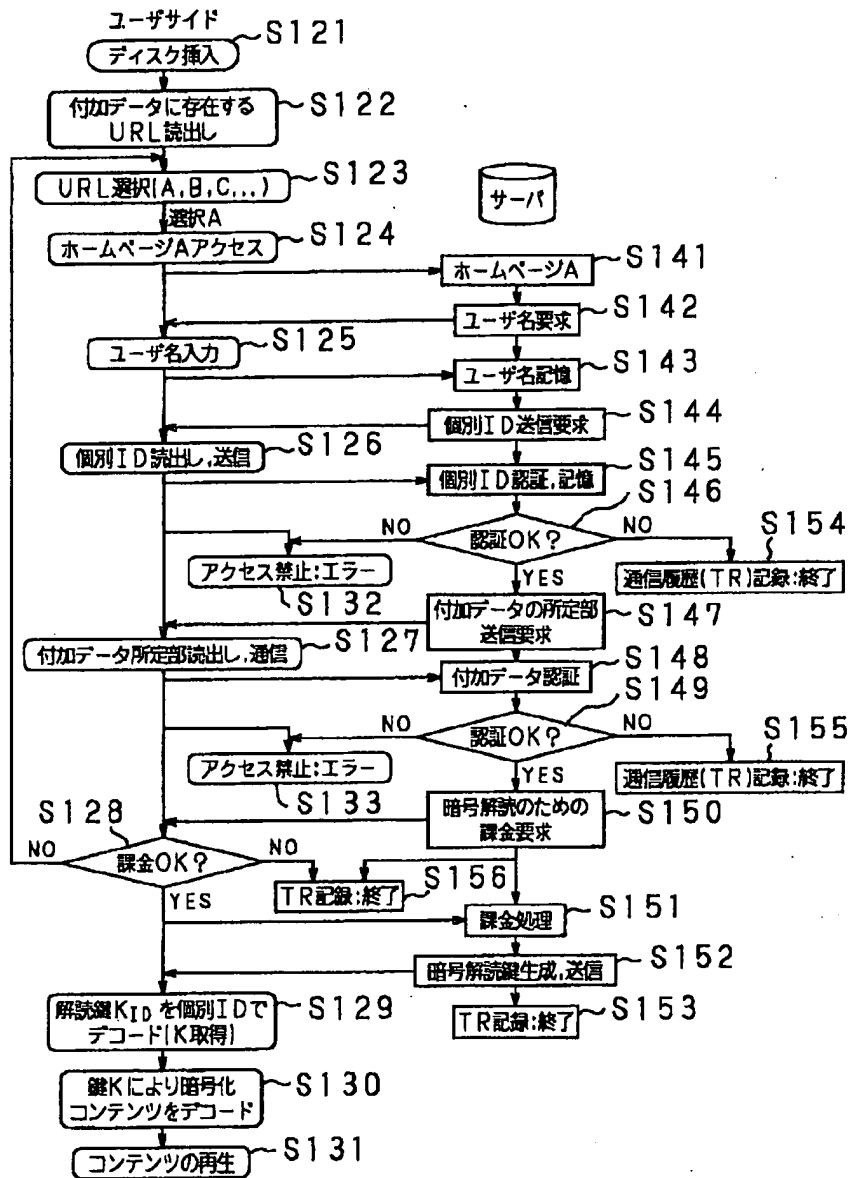 ユーザサイド
ディスク挿入
S121
付加データに存在する
URL読出し
S122
URL選択(A,B,C...)
S123
サーバ
選択A
ホームページAアクセス
S124
ホームページA
S141
ユーザ名要求
S142
ユーザ名入力
S125
ユーザ名記憶
S143
個別ID送信要求
S144
個別ID読出し,送信
S126
個別ID認証,記憶
S145
S146
NO
認証OK?
NO
S154
アクセス禁止:エラー
通信履歴(TR)記録:終了
S132
YES
付加データの所定部
送信要求
S147
付加データ所定部読出し,通信
S127
付加データ認証
S148
S149
NO
認証OK?
NO
S155
アクセス禁止:エラー
通信履歴(TR)記録:終了
S133
YES
暗号解読のための
課金要求
S150
S128
NO
課金OK?
NO
YES
TR記録:終了
S156
課金処理
S151
暗号解読鍵生成,送信
S152
解読鍵KIDを個別IDで
デコード(K取得)
S129
TR記録:終了
S153
鍵Kにより暗号化
コンテンツをデコード
S130
コンテンツの再生
S131